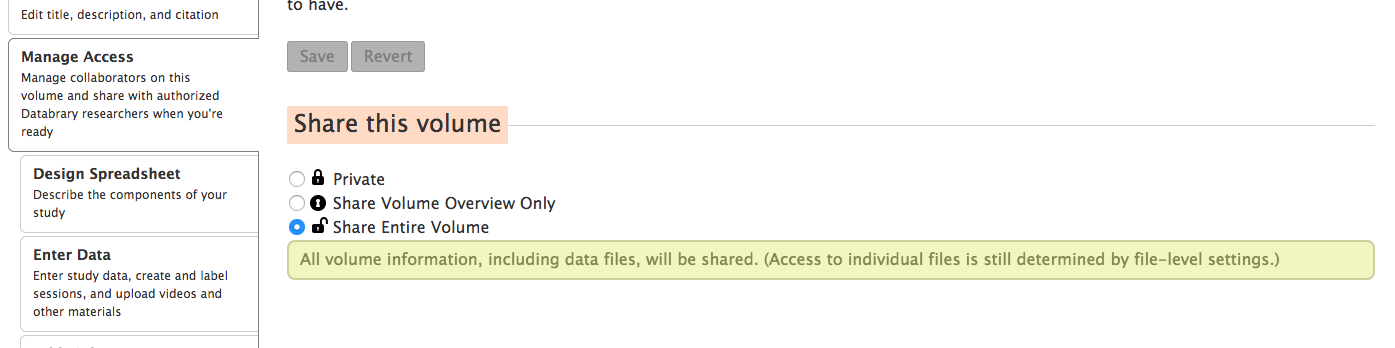 Edit title, description, and citation
Manage Access
Manage collaborators on this
volume and share with authorized
Databrary researchers when you're
ready
Design Spreadsheet
Describe the components of your
study
Enter Data
Enter study data, create and label
sessions, and upload videos and
other materials
to have.
Save Revert
Share this volume
Private
Share Volume Overview Only
Share Entire Volume
All volume information, including data files, will be shared. (Access to individual files is still determined by file-level settings.)